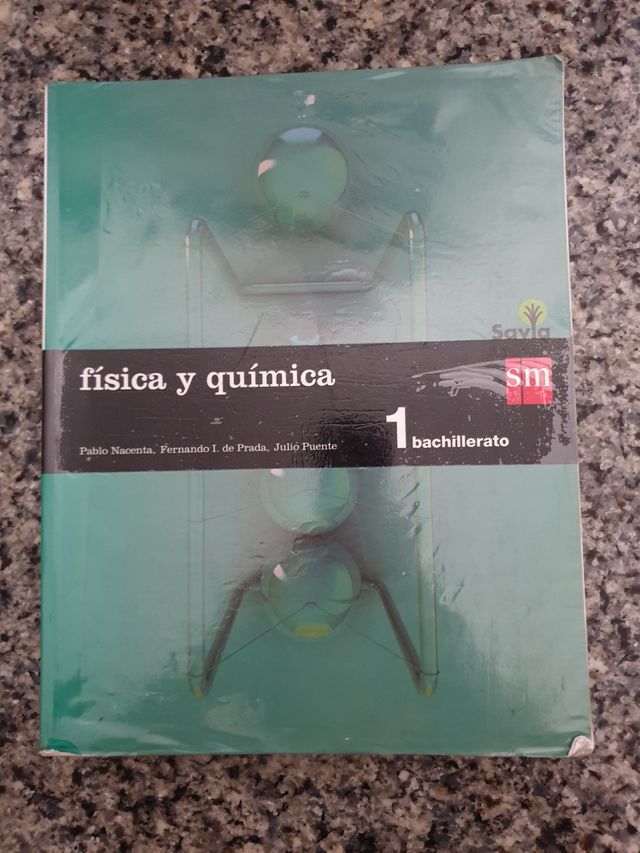 Savia
física y química
sm
1 bachillerato
Pablo Nacenta, Fernando I. de Prada, Julio Puente